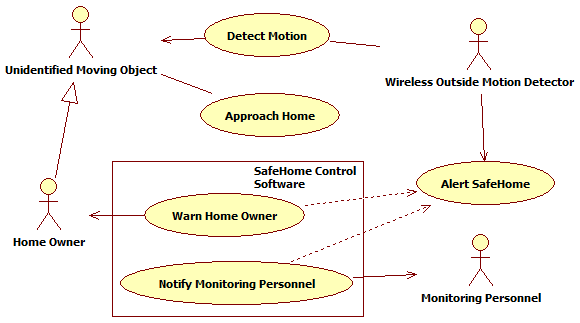 Detect Motion
Unidentified Moving Object
Wireless Outside Motion Detector
Approach Home
SafeHome Control
Software
Alert SafeHome
Warn Home Owner
Home Owner
Notify Monitoring Personnel
Monitoring Personnel